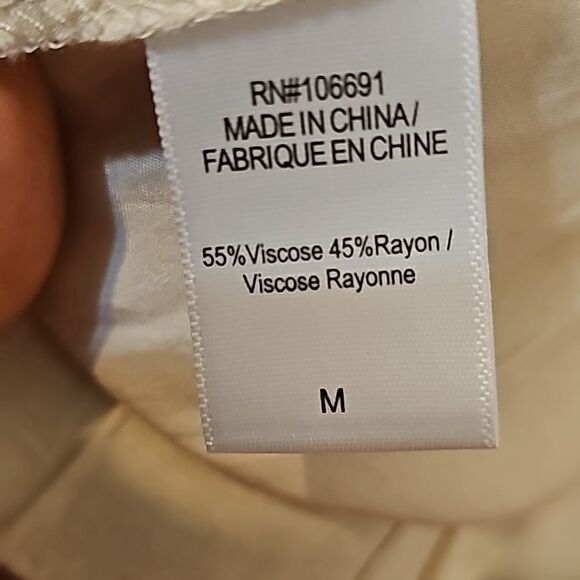 RN#106691
MADE IN CHINA/
FABRIQUE EN CHINE
55%Viscose 45%Rayon /
Viscose Rayonne
M